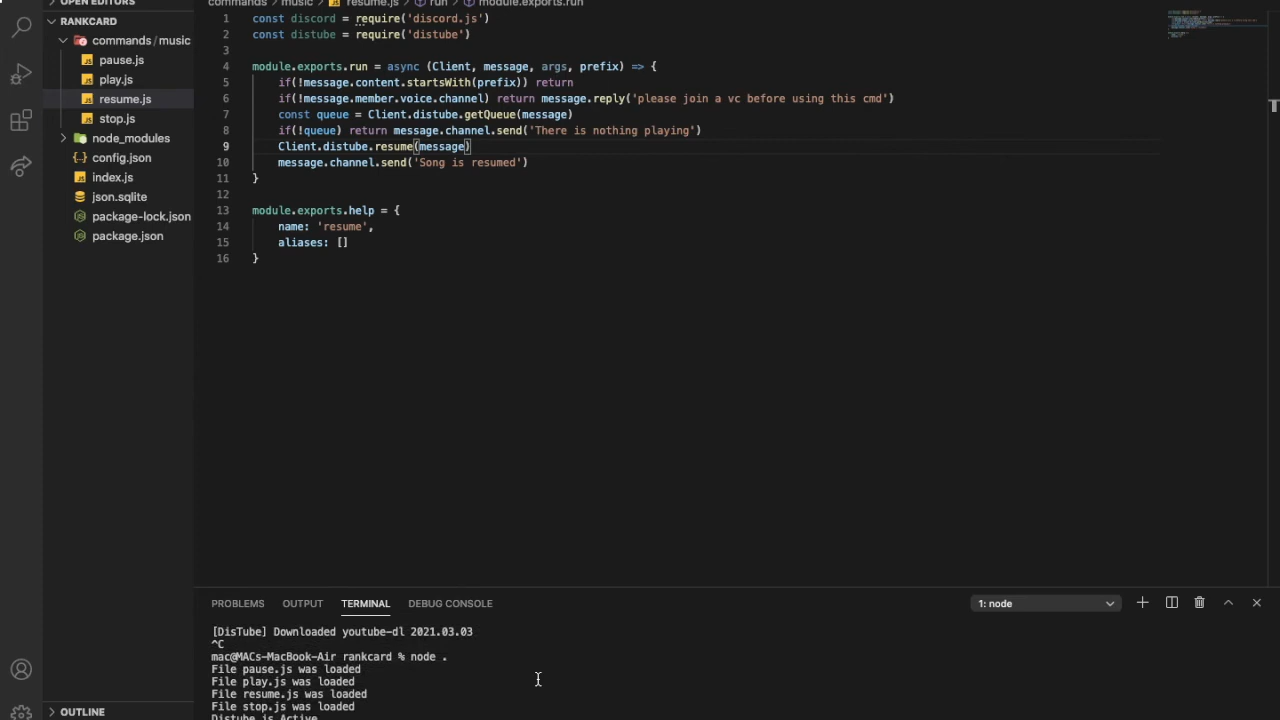 OPEN EDITORS
RANKCARD
commands/music
pause.js
play.js
resume.js
stop.js
node_modules
config.json
index.js
json.sqlite
package-lock.json
package.json
OUTLINE
commands > music > resume.js > run > module.exports.run
1 const discord = require('discord.js')
2 const distube = require('distube')
3
4 module.exports.run = async (Client, message, args, prefix) => {
5 if(!message.content.startsWith(prefix)) return
6 if(!message.member.voice.channel) return message.reply('please join a vc before using this cmd')
7 const queue = Client.distube.getQueue(message)
8 if(!queue) return message.channel.send('There is nothing playing')
9 Client.distube.resume(message)
10 message.channel.send('Song is resumed')
11 }
12
13 module.exports.help = {
14 name: 'resume',
15 aliases: []
16 }
PROBLEMS OUTPUT TERMINAL DEBUG CONSOLE 1: node
[DisTube] Downloaded youtube-dl 2021.03.03
^C
mac@MACs-MacBook-Air rankcard % node .
File pause.js was loaded
File play.js was loaded
File resume.js was loaded
File stop.js was loaded
Distube is Active